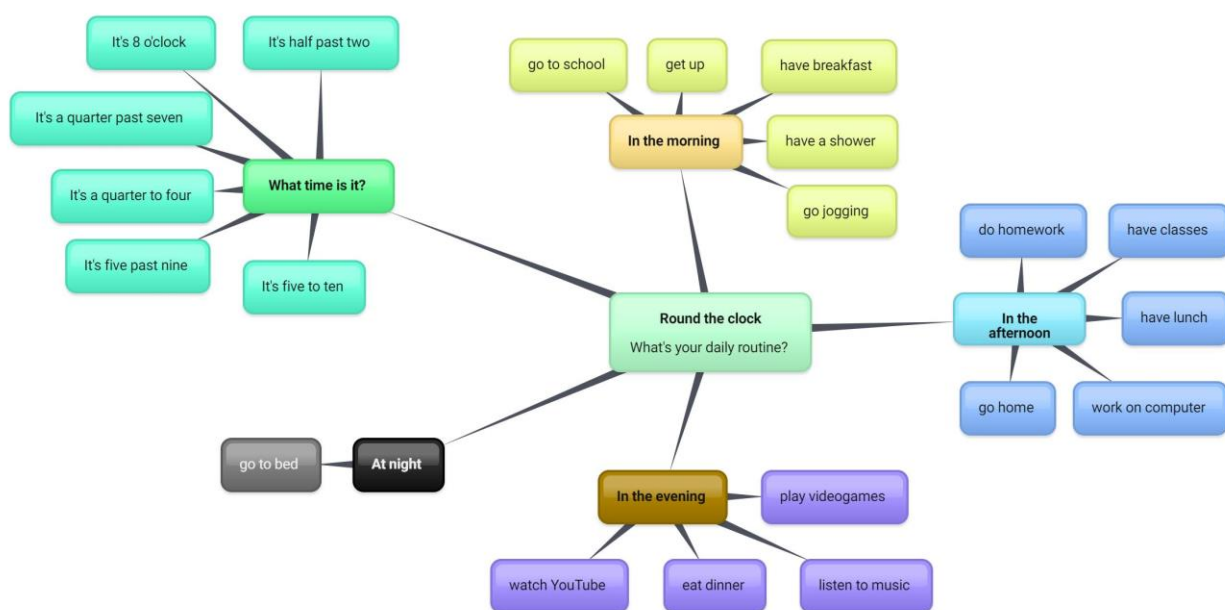 It's 8 o'clock
It's half past two
It's a quarter past seven
What time is it?
It's a quarter to four
It's five past nine
It's five to ten
go to school
get up
have breakfast
In the morning
have a shower
go jogging
Round the clock
What's your daily routine?
do homework
have classes
In the
afternoon
have lunch
go home
work on computer
go to bed
At night
In the evening
play videogames
watch YouTube
eat dinner
listen to music